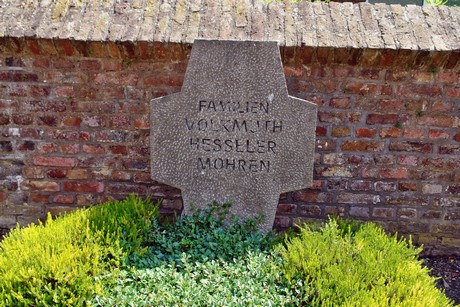 FAMILIEN
VOLKMUTH
HESSELER
MOHREN